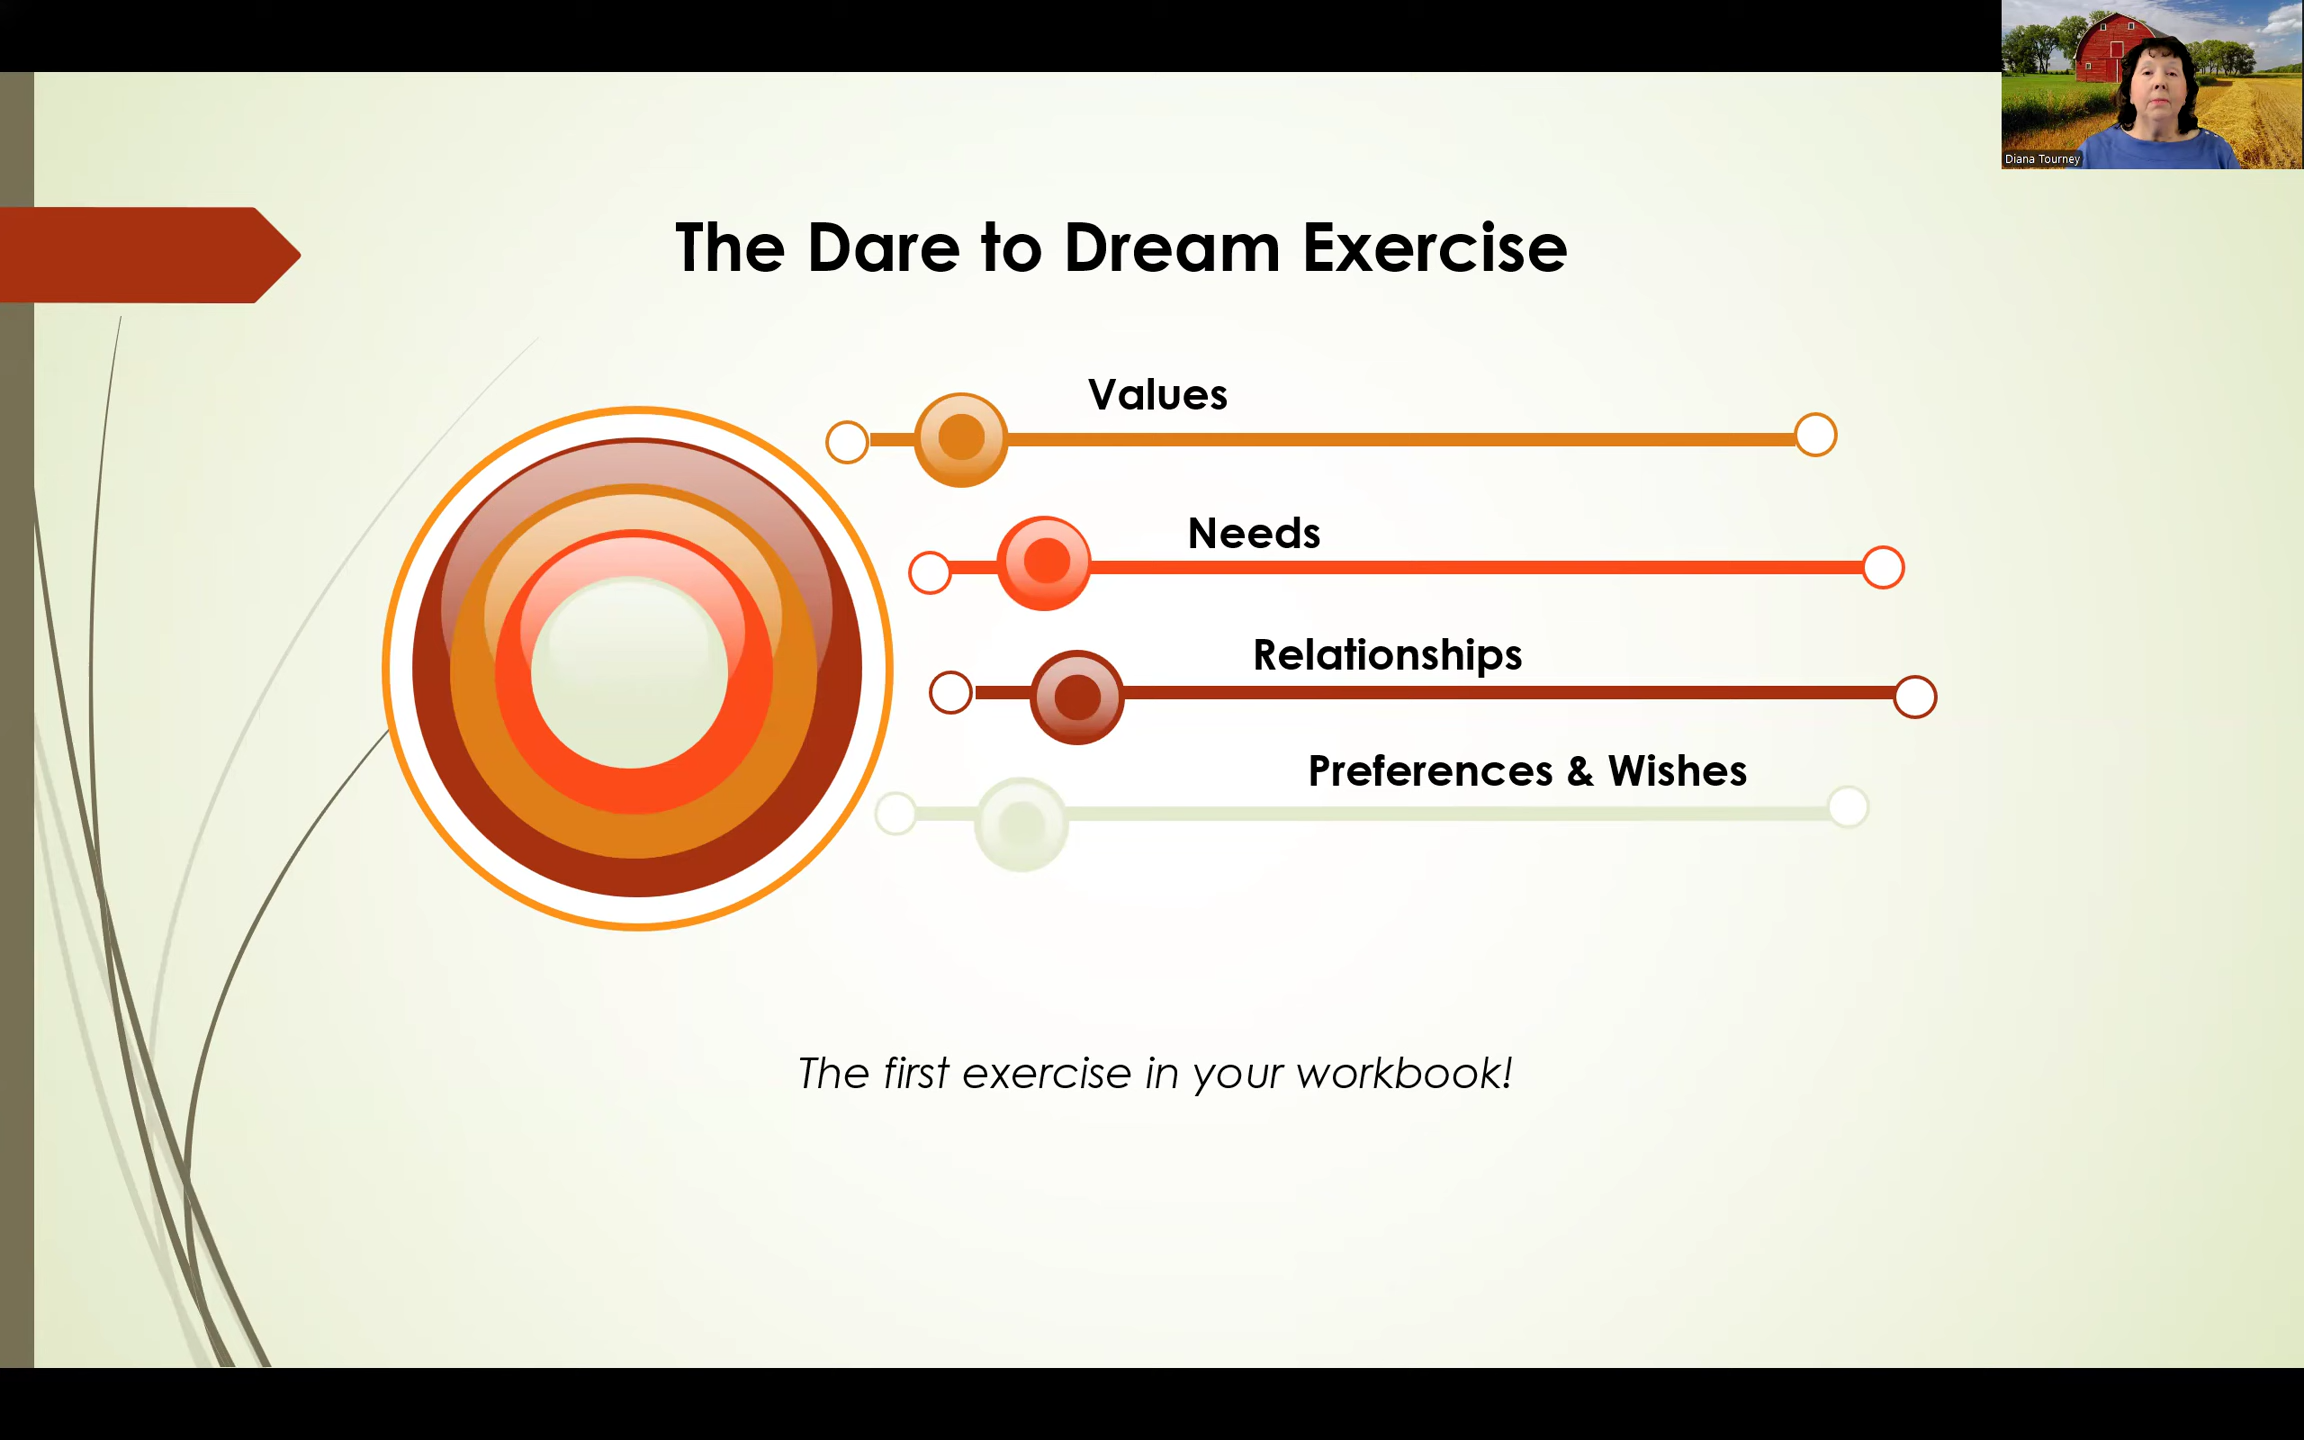 Diana Tourney
The Dare to Dream Exercise
Values
Needs
Relationships
Preferences & Wishes
The first exercise in your workbook!